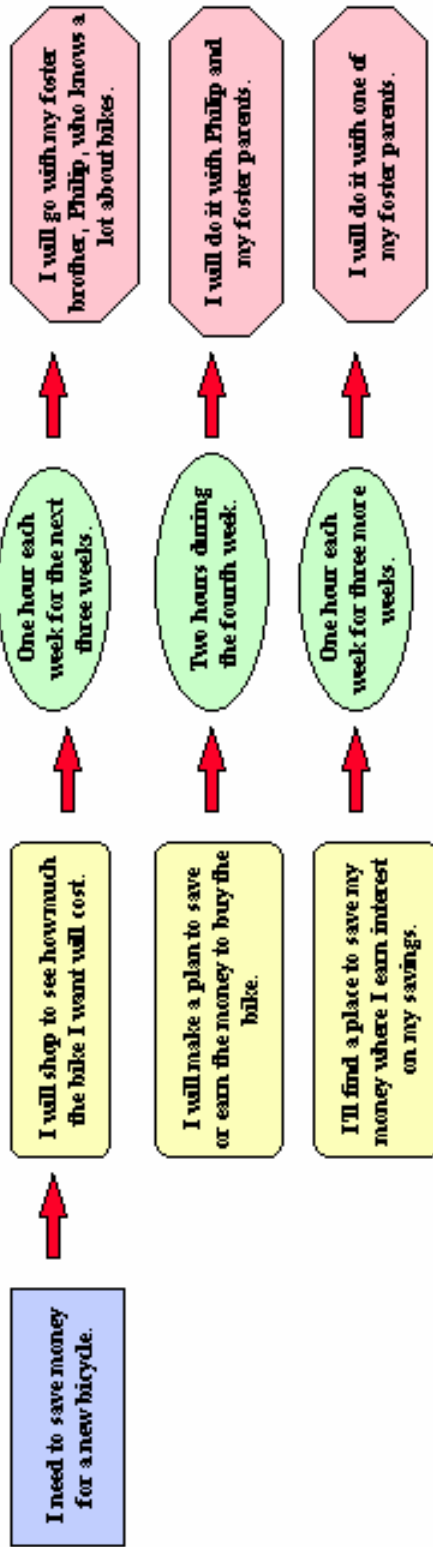 I need to save money
for a new bicycle.
I will shop to see howmuch
the bike I want will cost.
One hour each
week for the next
three weeks.
I will go with my foster
brother, Philip, who knows a
lot about bikes.
I will make a plan to save
or earn the money to buy the
bike.
Two hours during
the fourth week.
I will do it with Philip and
my foster parents.
I'll find a place to save my
money where I earn interest
on my savings.
One hour each
week for three more
weeks.
I will do it with one of
my foster parents.